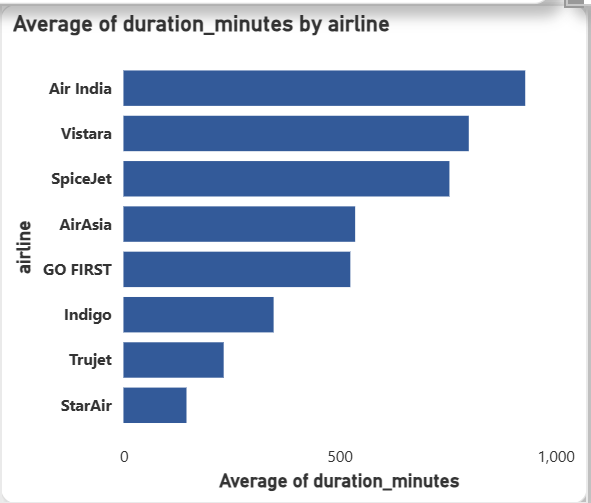 Average of duration_minutes by airline
airline
Air India
Vistara
SpiceJet
AirAsia
GO FIRST
Indigo
Trujet
StarAir
0 500 1,000
Average of duration_minutes